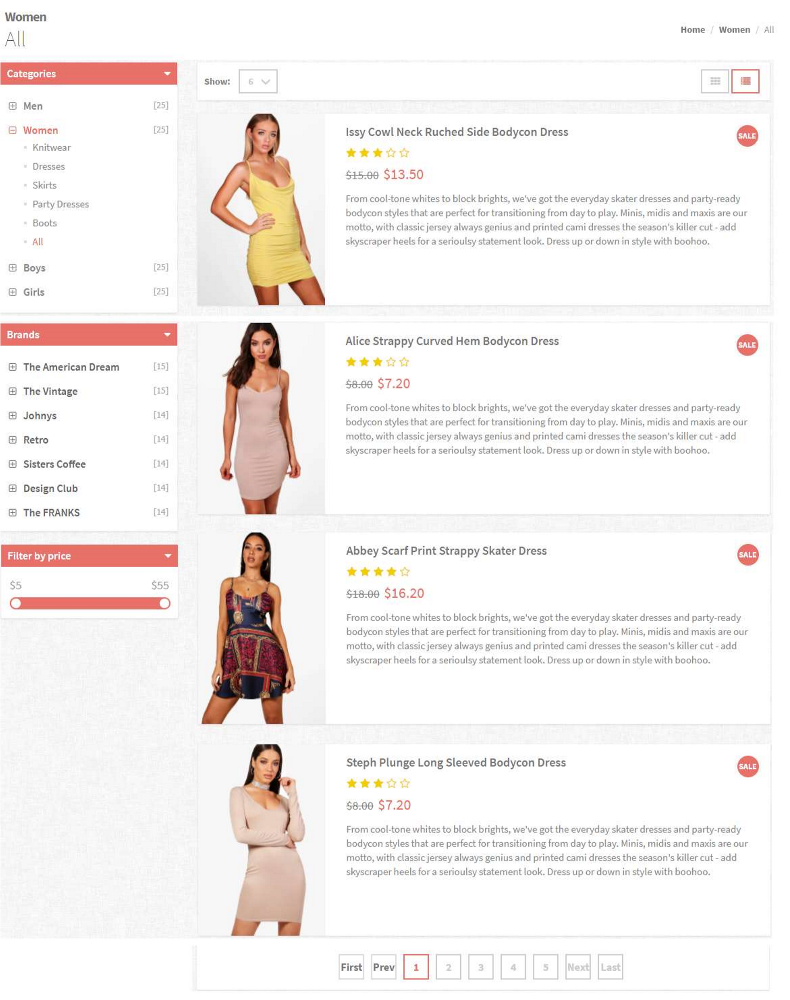 Women
All
Home / Women / All
Categories
Men [25]
Women [25]
Knitwear
Dresses
Skirts
Party Dresses
Boots
All
Boys [25]
Girls [25]
Brands
The American Dream [15]
The Vintage [15]
Johnys [14]
Retro [14]
Sisters Coffee [14]
Design Club [14]
The FRANKS [14]
Filter by price
$5 $55
Show: 6
Issy Cowl Neck Ruched Side Bodycon Dress
SALE
$15.00 $13.50
From cool-tone whites to block brights, we've got the everyday skater dresses and party-ready
bodycon styles that are perfect for transitioning from day to play. Minis, midis and maxis are our
motto, with classic jersey always genius and printed cami dresses the season's killer cut - add
skyscraper heels for a serioulsy statement look. Dress up or down in style with boohoo.
Alice Strappy Curved Hem Bodycon Dress
SALE
$8.00 $7.20
From cool-tone whites to block brights, we've got the everyday skater dresses and party-ready
bodycon styles that are perfect for transitioning from day to play. Minis, midis and maxis are our
motto, with classic jersey always genius and printed cami dresses the season's killer cut - add
skyscraper heels for a serioulsy statement look. Dress up or down in style with boohoo.
Abbey Scarf Print Strappy Skater Dress
SALE
$18.00 $16.20
From cool-tone whites to block brights, we've got the everyday skater dresses and party-ready
bodycon styles that are perfect for transitioning from day to play. Minis, midis and maxis are our
motto, with classic jersey always genius and printed cami dresses the season's killer cut - add
skyscraper heels for a serioulsy statement look. Dress up or down in style with boohoo.
Steph Plunge Long Sleeved Bodycon Dress
SALE
$8.00 $7.20
From cool-tone whites to block brights, we've got the everyday skater dresses and party-ready
bodycon styles that are perfect for transitioning from day to play. Minis, midis and maxis are our
motto, with classic jersey always genius and printed cami dresses the season's killer cut - add
skyscraper heels for a serioulsy statement look. Dress up or down in style with boohoo.
First Prev 1 2 3 4 5 Next Last